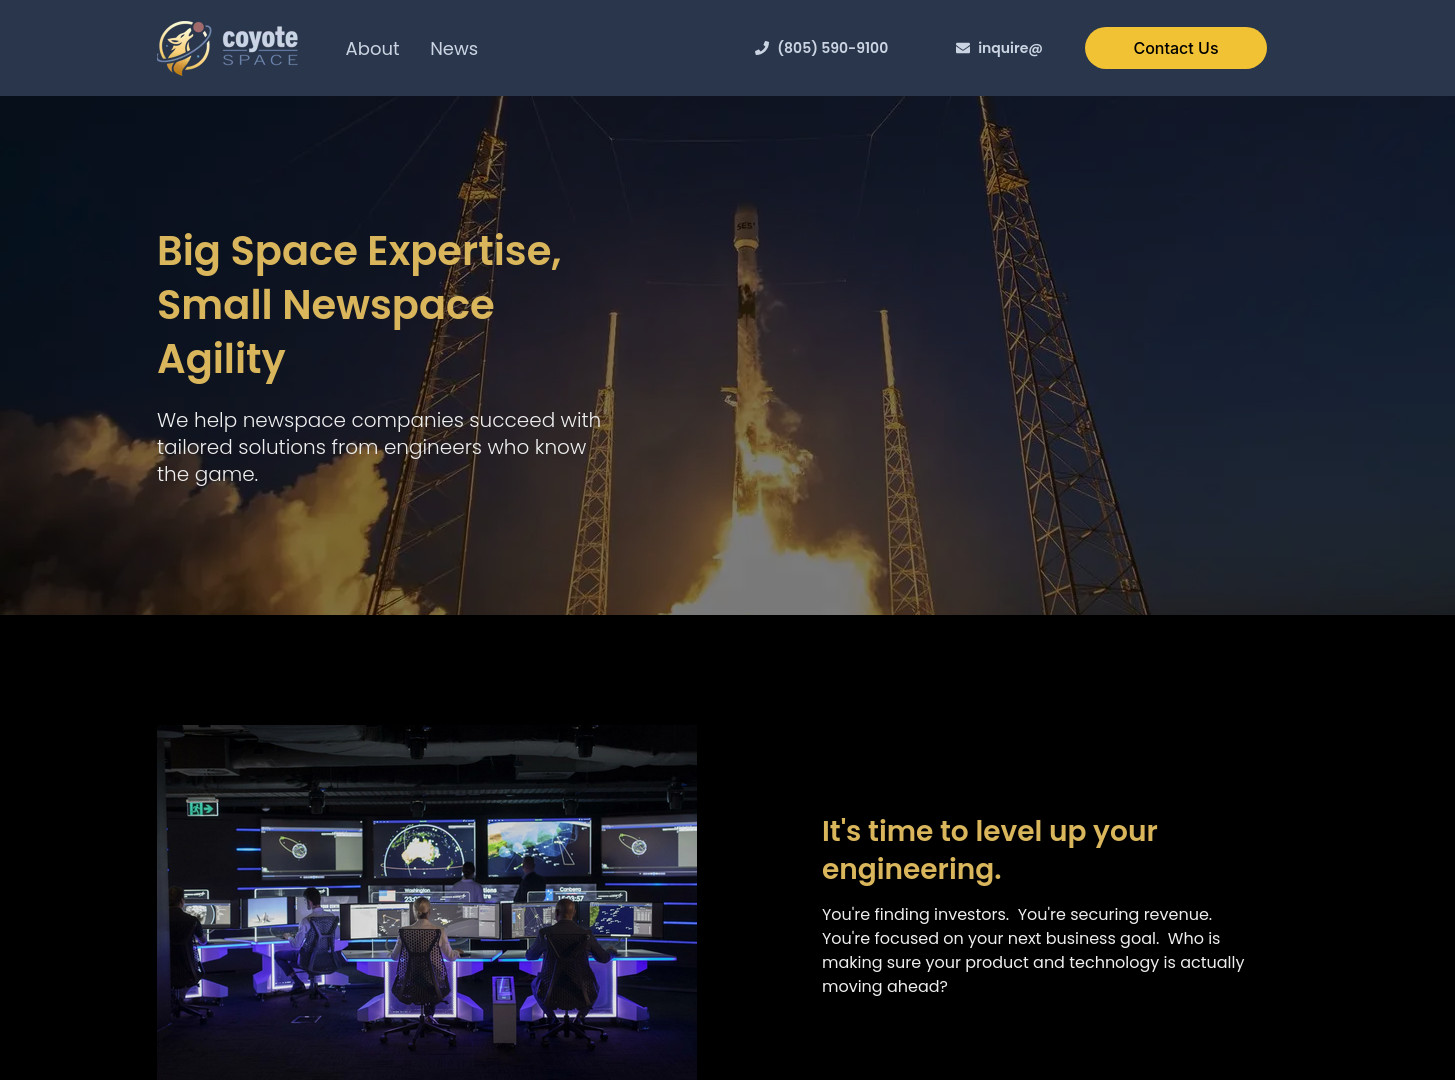 coyote
SPACE
About
News
(805) 590-9100
inquire@
Contact Us
SES
Big Space Expertise,
Small Newspace
Agility
We help newspace companies succeed with
tailored solutions from engineers who know
the game.
Washington
Canberra
It's time to level up your
engineering.
You're finding investors.  You're securing revenue.
You're focused on your next business goal.  Who is
making sure your product and technology is actually
moving ahead?